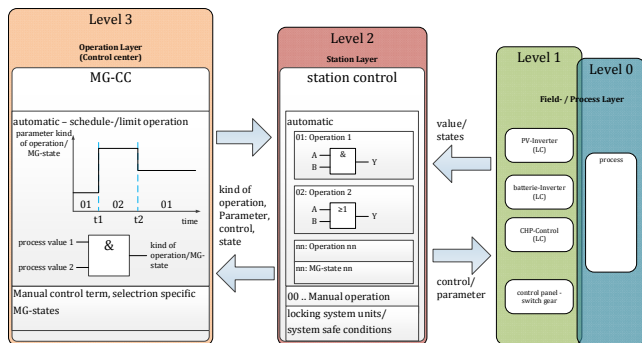 Level 3
Operation Layer
(Control center)
MG-CC
automatic – schedule-/limit operation
parameter kind
of operation/
MG-state
01
02
01
t1
t2
time
process value 1
process value 2
&
kind of
operation/MG-
state
Manual control term, selectrion specific
MG-states
kind of
operation,
Parameter,
control,
state
Level 2
Station Layer
station control
automatic
01: Operation 1
A
B
&
Y
02: Operation 2
A
B
≥1
Y
nn: Operation nn
nn: MG-state nn
00 .. Manual operation
locking system units/
system safe conditions
value/
states
control/
parameter
Level 1
Level 0
Field- / Process Layer
PV-Inverter
(LC)
batterie-Inverter
(LC)
CHP-Control
(LC)
control panel -
switch gear
process